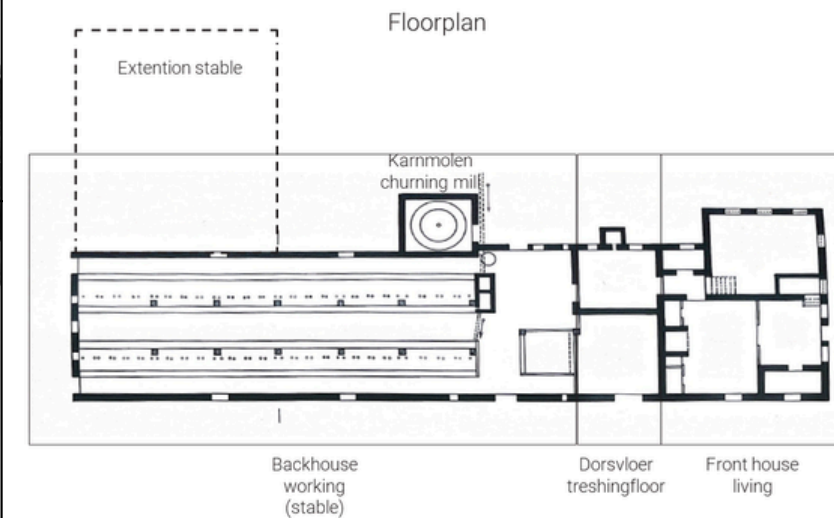 Floorplan
Extention stable
Karnmolen
churning mill
Backhouse
working
(stable)
Dorsvloer
treshingfloor
Front house
living